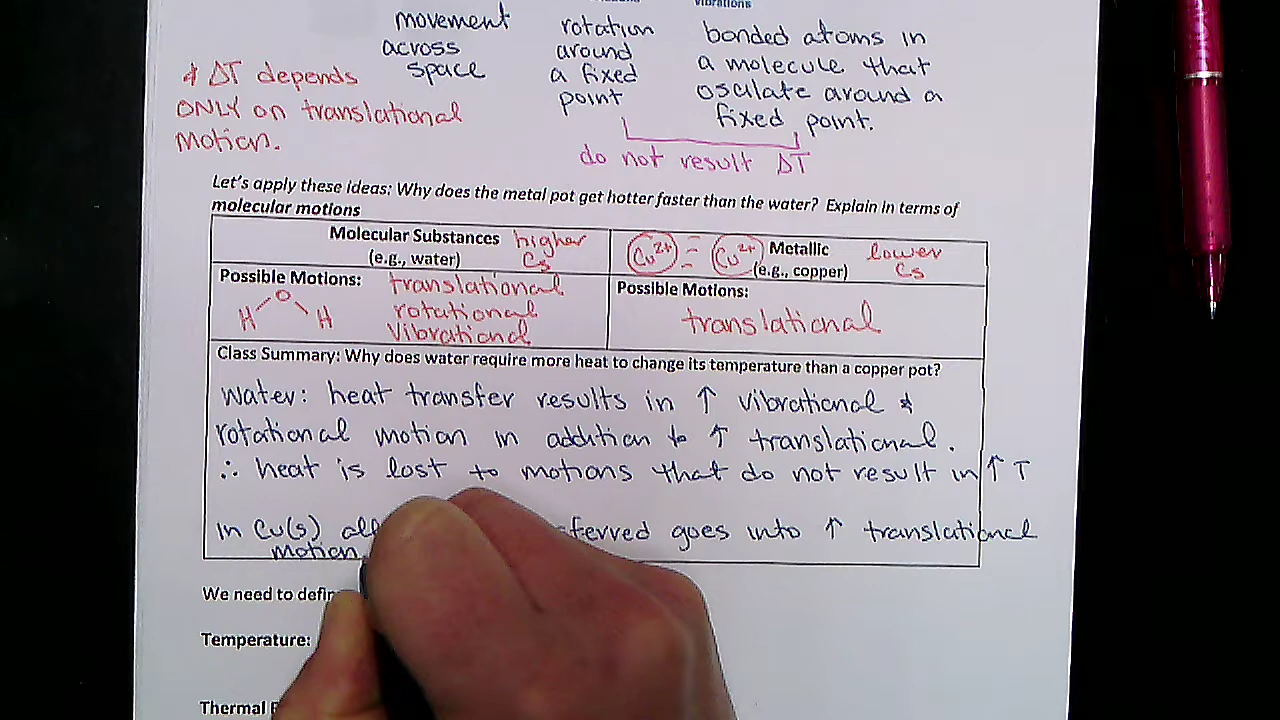 vibrations
movement across space
rotation around a fixed point
bonded atoms in a molecule that osculate around a fixed point.
* ΔT depends ONLY on translational motion.
do not result ΔT
Let's apply these ideas: Why does the metal pot get hotter faster than the water? Explain in terms of
molecular motions
Molecular Substances
(e.g., water)
higher
Cs
Cu²⁺
Cu²⁺
Metallic
(e.g., copper)
lower
Cs
Possible Motions:
H O H
translational
rotational
vibrational
Possible Motions:
translational
Class Summary: Why does water require more heat to change its temperature than a copper pot?
Water: heat transfer results in ↑ vibrational &
rotational motion in addition to ↑ translational.
∴ heat is lost to motions that do not result in ↑ T
In Cu(s) all
goes into ↑ translational
motion
We need to
Temperature:
Thermal